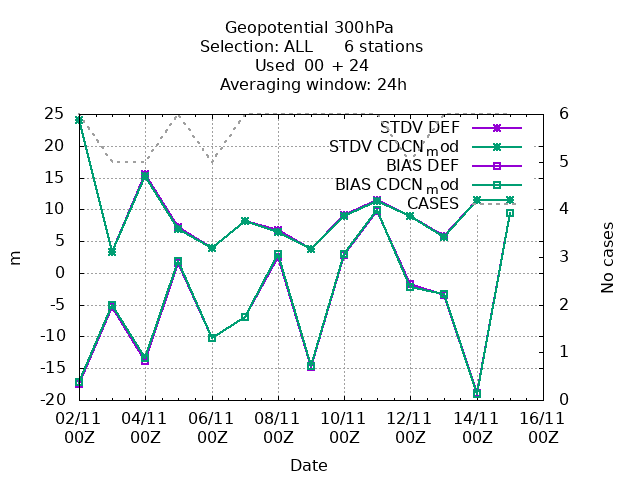 Geopotential 300hPa
Selection: ALL 6 stations
Used 00 + 24
Averaging window: 24h
25 6
STDV DEF
20 STDV CDCN_mod 5
15 BIAS DEF
BIAS CDCN_mod
10 CASES 4
5
0 3
-5 2
-10
-15 1
-20 0
m
No cases
02/11 04/11 06/11 08/11 10/11 12/11 14/11 16/11
00Z 00Z 00Z 00Z 00Z 00Z 00Z 00Z
Date